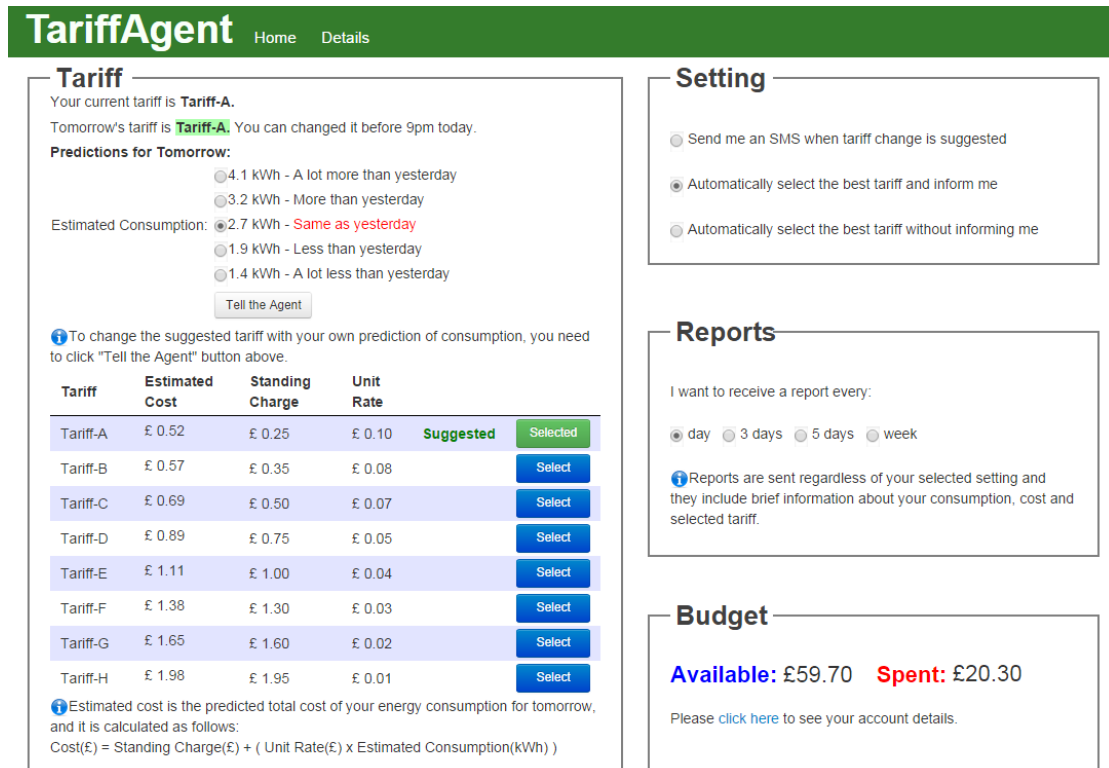 TariffAgent Home Details
Tariff
Your current tariff is Tariff-A.
Tomorrow's tariff is Tariff-A. You can changed it before 9pm today.
Predictions for Tomorrow:
4.1 kWh - A lot more than yesterday
3.2 kWh - More than yesterday
Estimated Consumption: 2.7 kWh - Same as yesterday
1.9 kWh - Less than yesterday
1.4 kWh - A lot less than yesterday
Tell the Agent
To change the suggested tariff with your own prediction of consumption, you need
to click "Tell the Agent" button above.
Tariff Estimated Cost Standing Charge Unit Rate
Tariff-A £ 0.52 £ 0.25 £ 0.10 Suggested Selected
Tariff-B £ 0.57 £ 0.35 £ 0.08 Select
Tariff-C £ 0.69 £ 0.50 £ 0.07 Select
Tariff-D £ 0.89 £ 0.75 £ 0.05 Select
Tariff-E £ 1.11 £ 1.00 £ 0.04 Select
Tariff-F £ 1.38 £ 1.30 £ 0.03 Select
Tariff-G £ 1.65 £ 1.60 £ 0.02 Select
Tariff-H £ 1.98 £ 1.95 £ 0.01 Select
Estimated cost is the predicted total cost of your energy consumption for tomorrow,
and it is calculated as follows:
Cost(£) = Standing Charge(£) + ( Unit Rate(£) x Estimated Consumption(kWh) )
Setting
Send me an SMS when tariff change is suggested
Automatically select the best tariff and inform me
Automatically select the best tariff without informing me
Reports
I want to receive a report every:
day 3 days 5 days week
Reports are sent regardless of your selected setting and
they include brief information about your consumption, cost and
selected tariff.
Budget
Available: £59.70 Spent: £20.30
Please click here to see your account details.